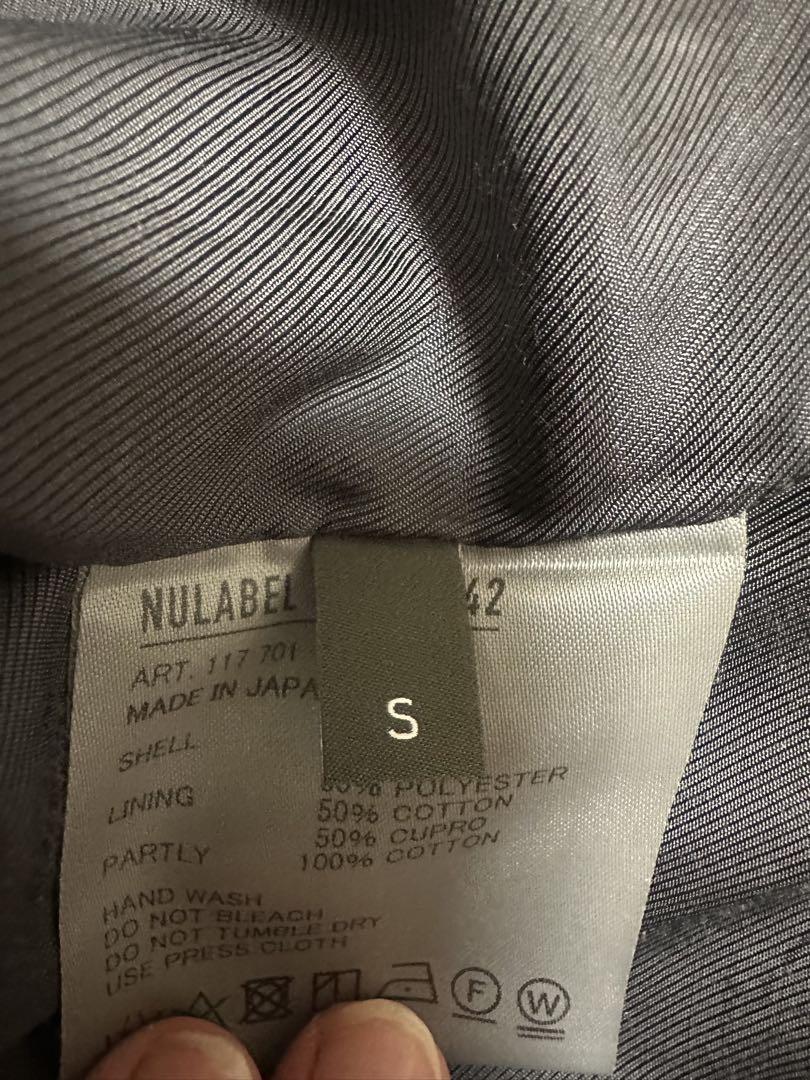 NULABEL 42
ART. 117 701
MADE IN JAPA
S
SHELL
POLYESTER
LINING 50% COTTON
50% CUPRO
PARTLY 100% COTTON
HAND WASH
DO NOT BLEACH
DO NOT TUMBLE DRY
USE PRESS CLOTH
F W